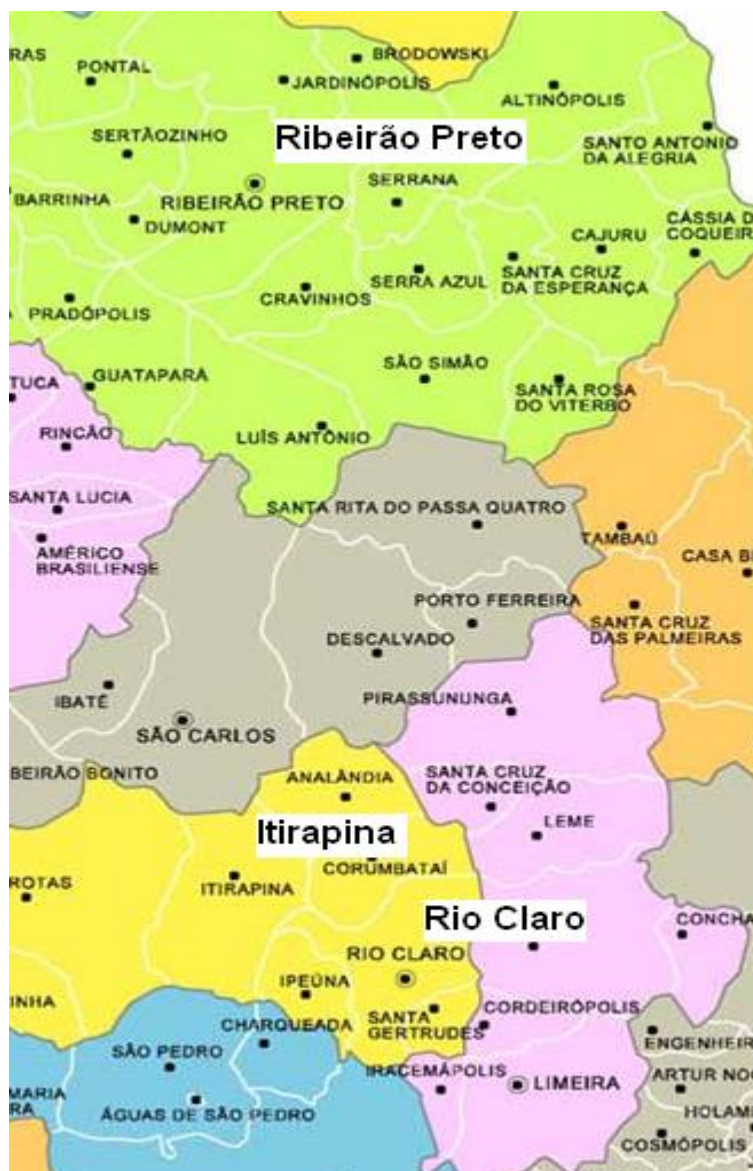 BRODOWSKI
RAS
PONTAL
JARDINÓPOLIS
ALTINÓPOLIS
SERTÃOZINHO
Ribeirão Preto
SANTO ANTONIO
DA ALEGRIA
SERRANA
BARRINHA
RIBEIRÃO PRETO
DUMONT
CÁSSIA D
COQUEIR
CAJURU
SERRA AZUL
SANTA CRUZ
DA ESPERANÇA
CRAVINHOS
PRADÓPOLIS
SÃO SIMÃO
GUATAPARÁ
TUCA
SANTA ROSA
DO VITERBO
RINCÃO
LUÍS ANTÔNIO
SANTA LUCIA
SANTA RITA DO PASSA QUATRO
TAMBAÚ
AMÉRICO
BRASILIENSE
CASA B
PORTO FERREIRA
SANTA CRUZ
DAS PALMEIRAS
DESCALVADO
IBATÉ
PIRASSUNUNGA
SÃO CARLOS
BEIRÃO BONITO
ANALÂNDIA
SANTA CRUZ
DA CONCEIÇÃO
LEME
Itirapina
CORUMBATAÍ
ITIRAPINA
ROTAS
Rio Claro
CONCHA
RIO CLARO
IPEÚNA
INHA
SANTA
GERTRUDES
CORDEIRÓPOLIS
CHARQUEADA
ENGENHEIR
SÃO PEDRO
IRACEMÁPOLIS
LIMEIRA
ARTUR NOG
MARIA
RA
ÁGUAS DE SÃO PEDRO
HOLAM
COSMÓPOLIS